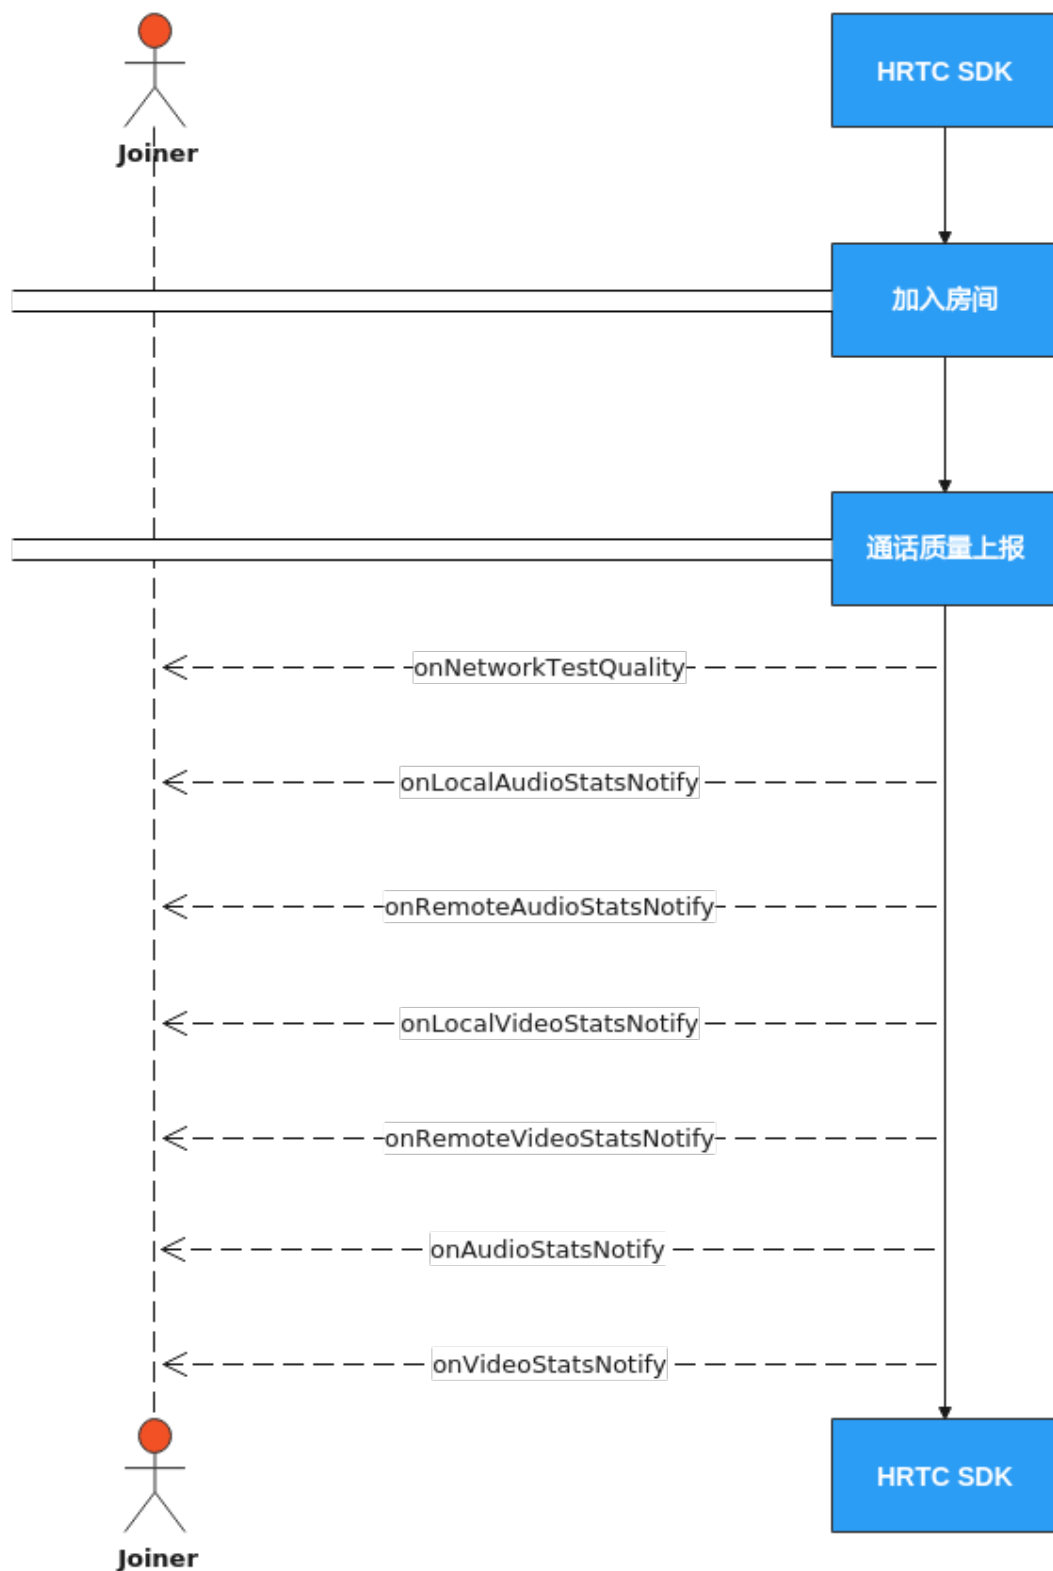 HRTC SDK
Joiner
加入房间
通话质量上报
onNetworkTestQuality
onLocalAudioStatsNotify
onRemoteAudioStatsNotify
onLocalVideoStatsNotify
onRemoteVideoStatsNotify
onAudioStatsNotify
onVideoStatsNotify
HRTC SDK
Joiner